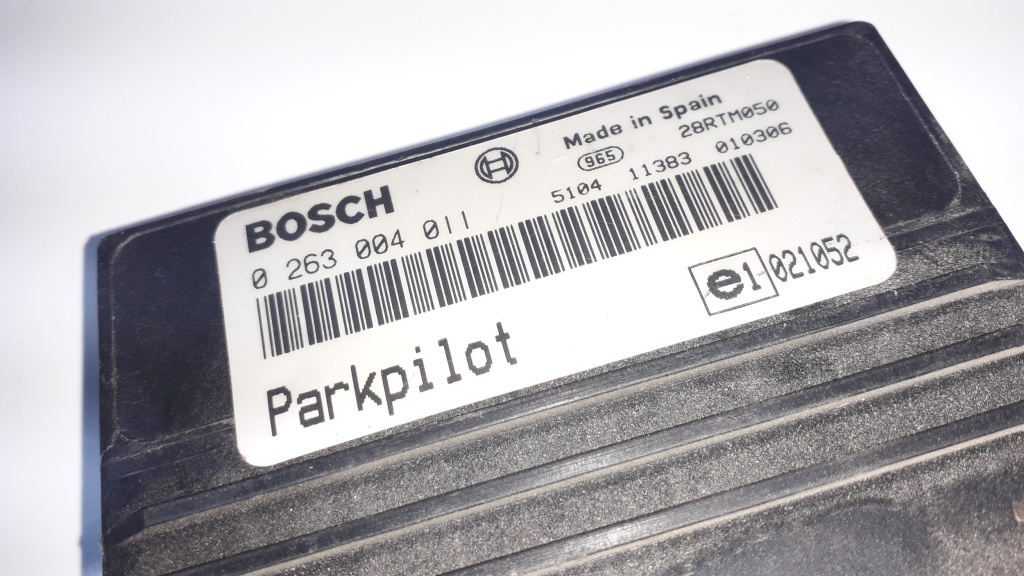 BOSCH
Made in Spain
965
28RTM050
0 263 004 011
5104 11383 010306
e1 021052
Parkpilot